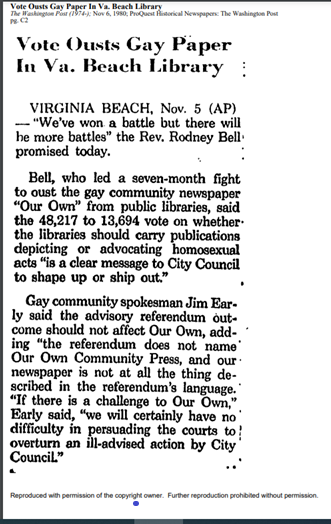 Vote Ousts Gay Paper In Va. Beach Library
The Washington Post (1974-); Nov 6, 1980; ProQuest Historical Newspapers: The Washington Post
pg. C2
Vote Ousts Gay Paper
In Va. Beach Library
VIRGINIA BEACH, Nov. 5 (AP)
— “We’ve won a battle but there will
be more battles” the Rev. Rodney Bell
promised today.
Bell, who led a seven-month fight
to oust the gay community newspaper
“Our Own” from public libraries, said
the 48,217 to 13,694 vote on whether
the libraries should carry publications
depicting or advocating homosexual
acts “is a clear message to City Council
to shape up or ship out.”
Gay community spokesman Jim Ear-
ly said the advisory referendum out-
come should not affect Our Own, add-
ing “the referendum does not name
Our Own Community Press, and our
newspaper is not at all the thing de-
scribed in the referendum’s language.
“If there is a challenge to Our Own,”
Early said, “we will certainly have no
difficulty in persuading the courts to
overturn an ill-advised action by City
Council.”
Reproduced with permission of the copyright owner. Further reproduction prohibited without permission.